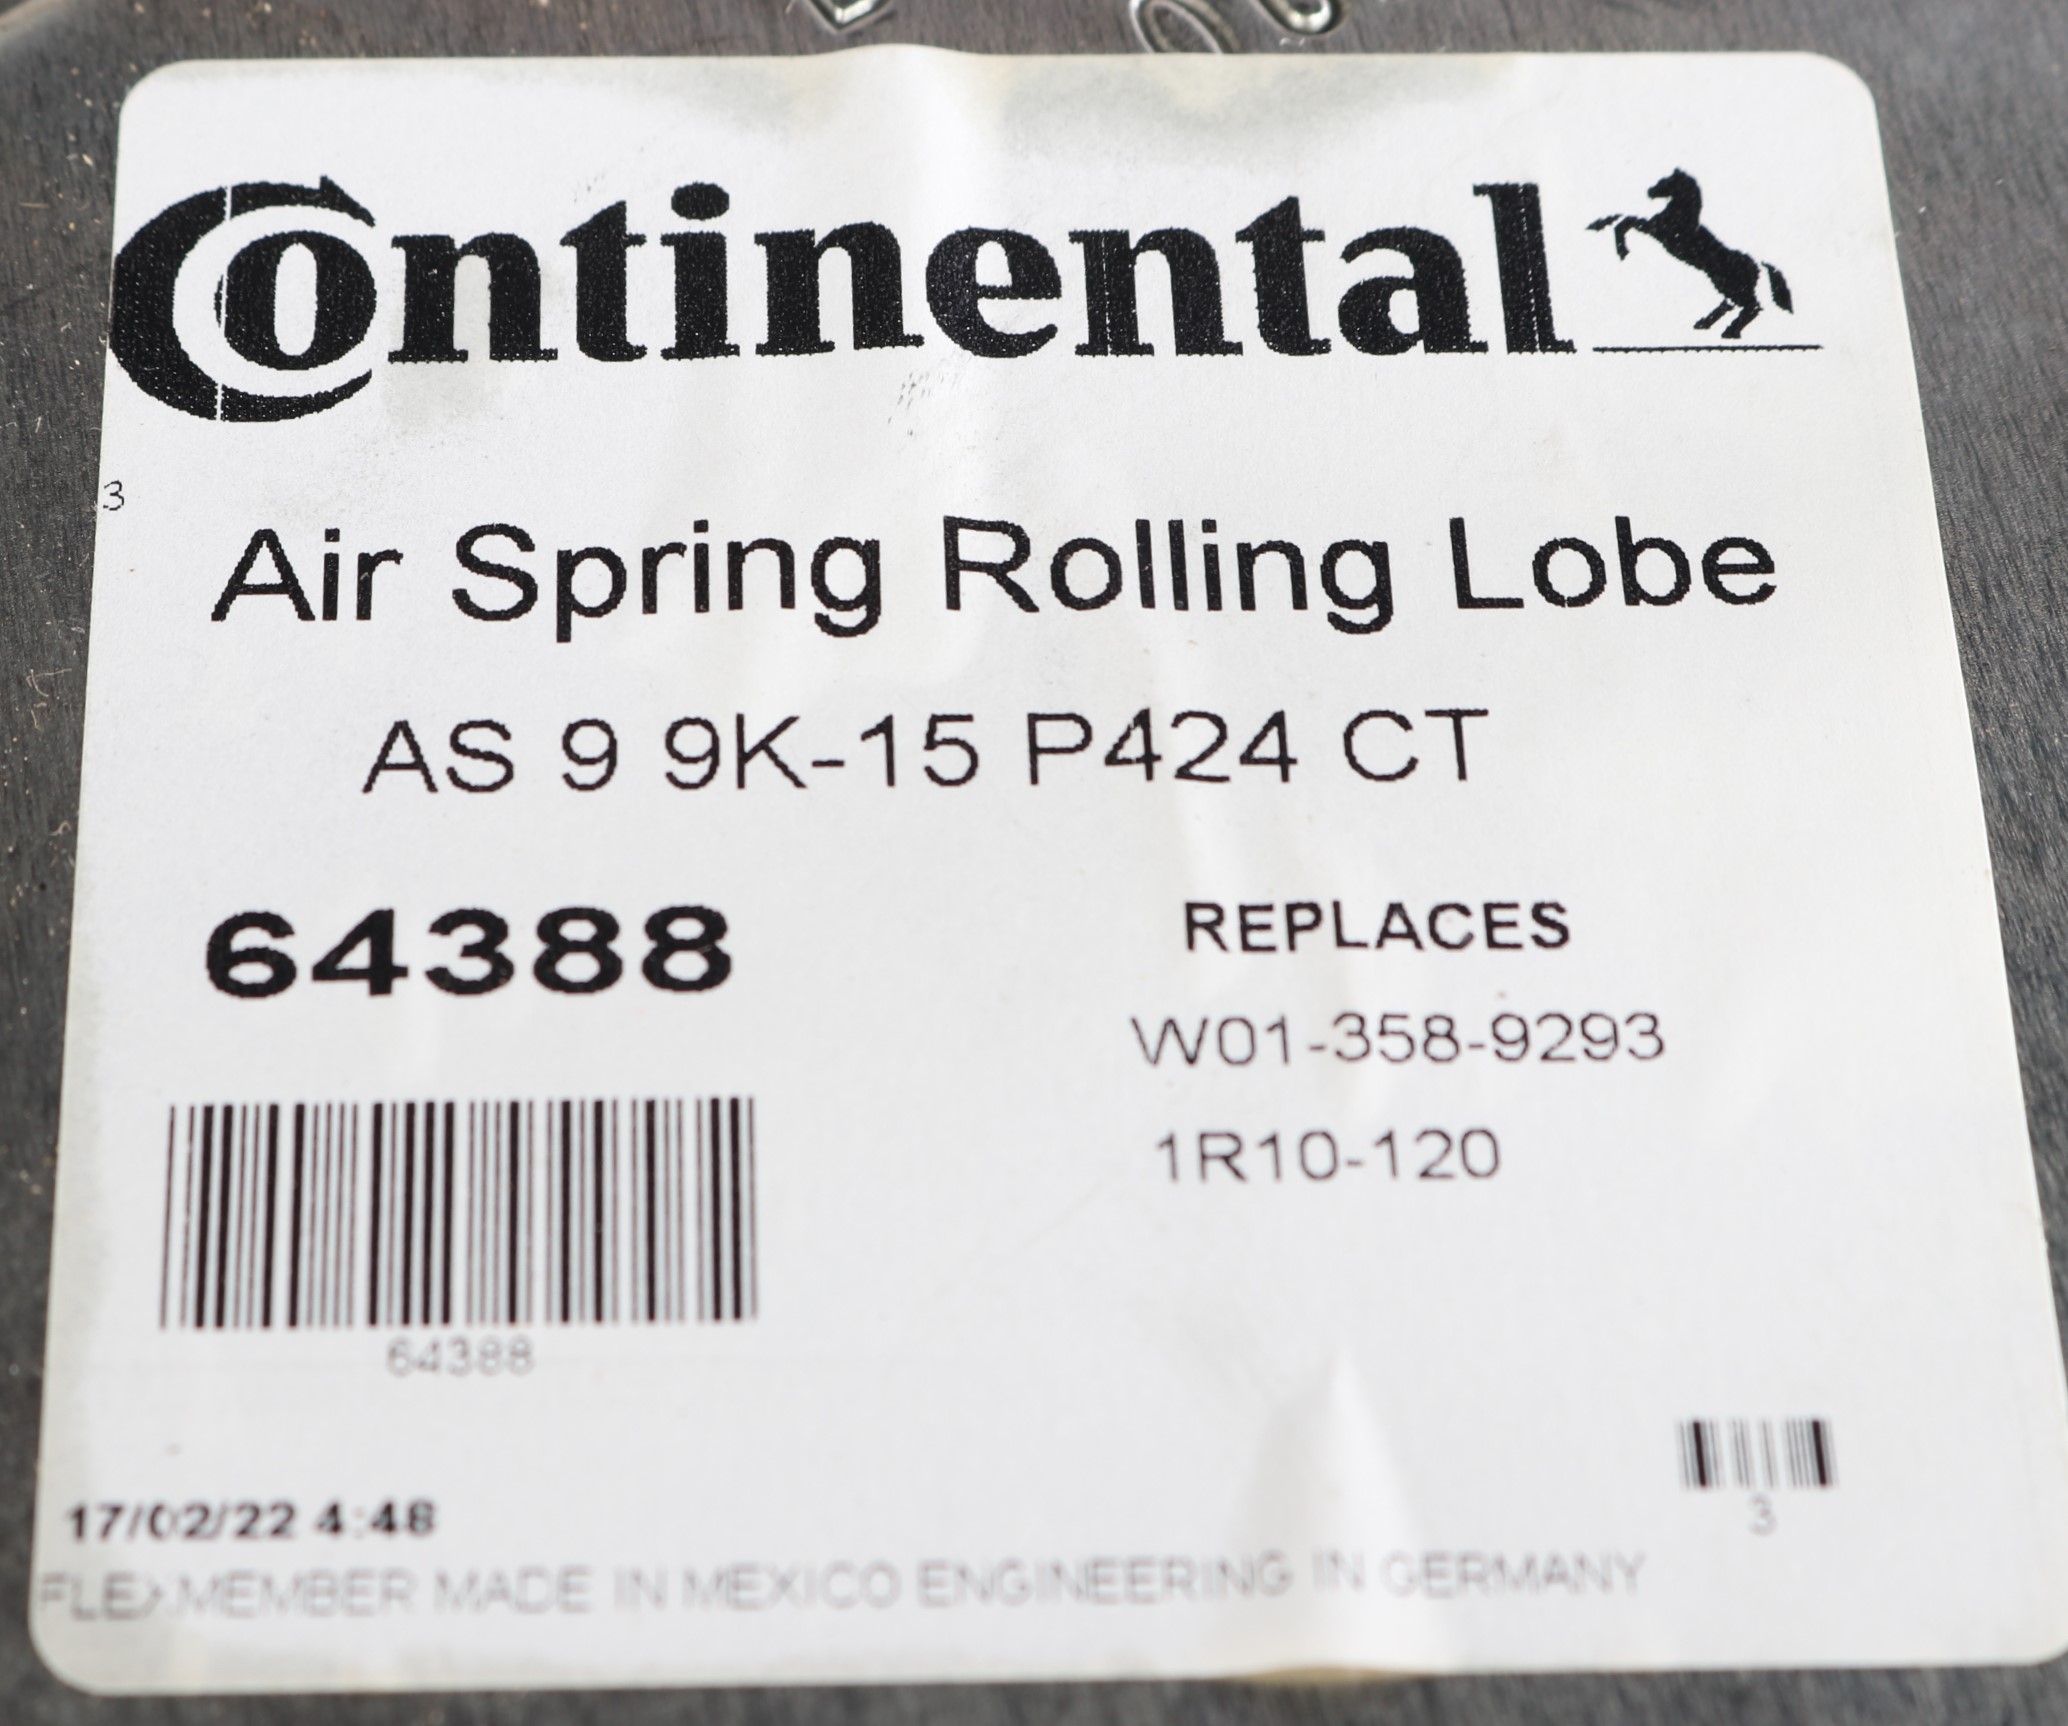 Continental
3
Air Spring Rolling Lobe
AS 9 9K-15 P424 CT
64388
REPLACES
W01-358-9293
1R10-120
64388
3
17/02/22 4:48
FLEXMEMBER MADE IN MEXICO ENGINEERING IN GERMANY